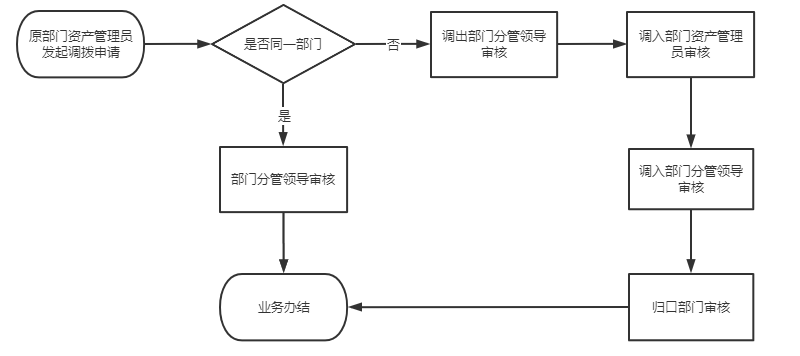 原部门资产管理员
发起调拨申请
是否同一部门
否
调出部门分管领导
审核
调入部门资产管理
员审核
是
部门分管领导审核
调入部门分管领导
审核
业务办结
归口部门审核